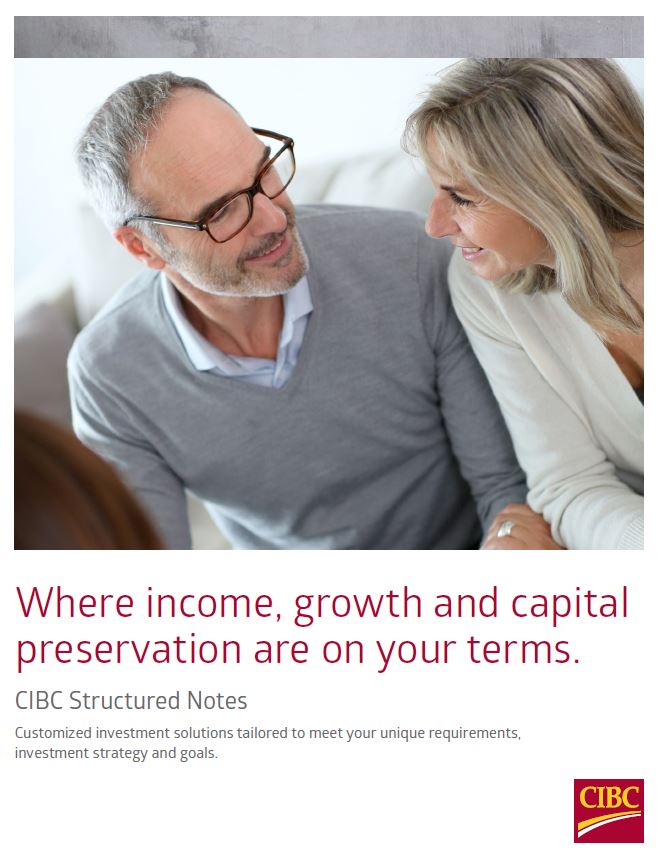 Where income, growth and capital
preservation are on your terms.
CIBC Structured Notes
Customized investment solutions tailored to meet your unique requirements,
investment strategy and goals.
CIBC